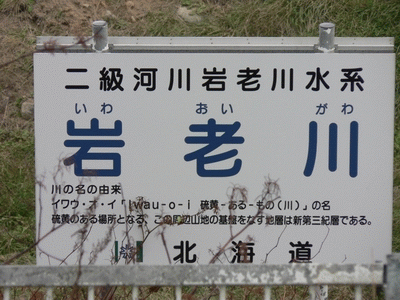 二級河川岩老川水系
いわ おい がわ
岩老川
川の名の由来
イワウ・オ・イ「Iwau-o-i 硫黄-ある-もの(川)」の名
硫黄のある場所となる、この周辺山地の基盤をなす地層は新第三紀層である。
北海道